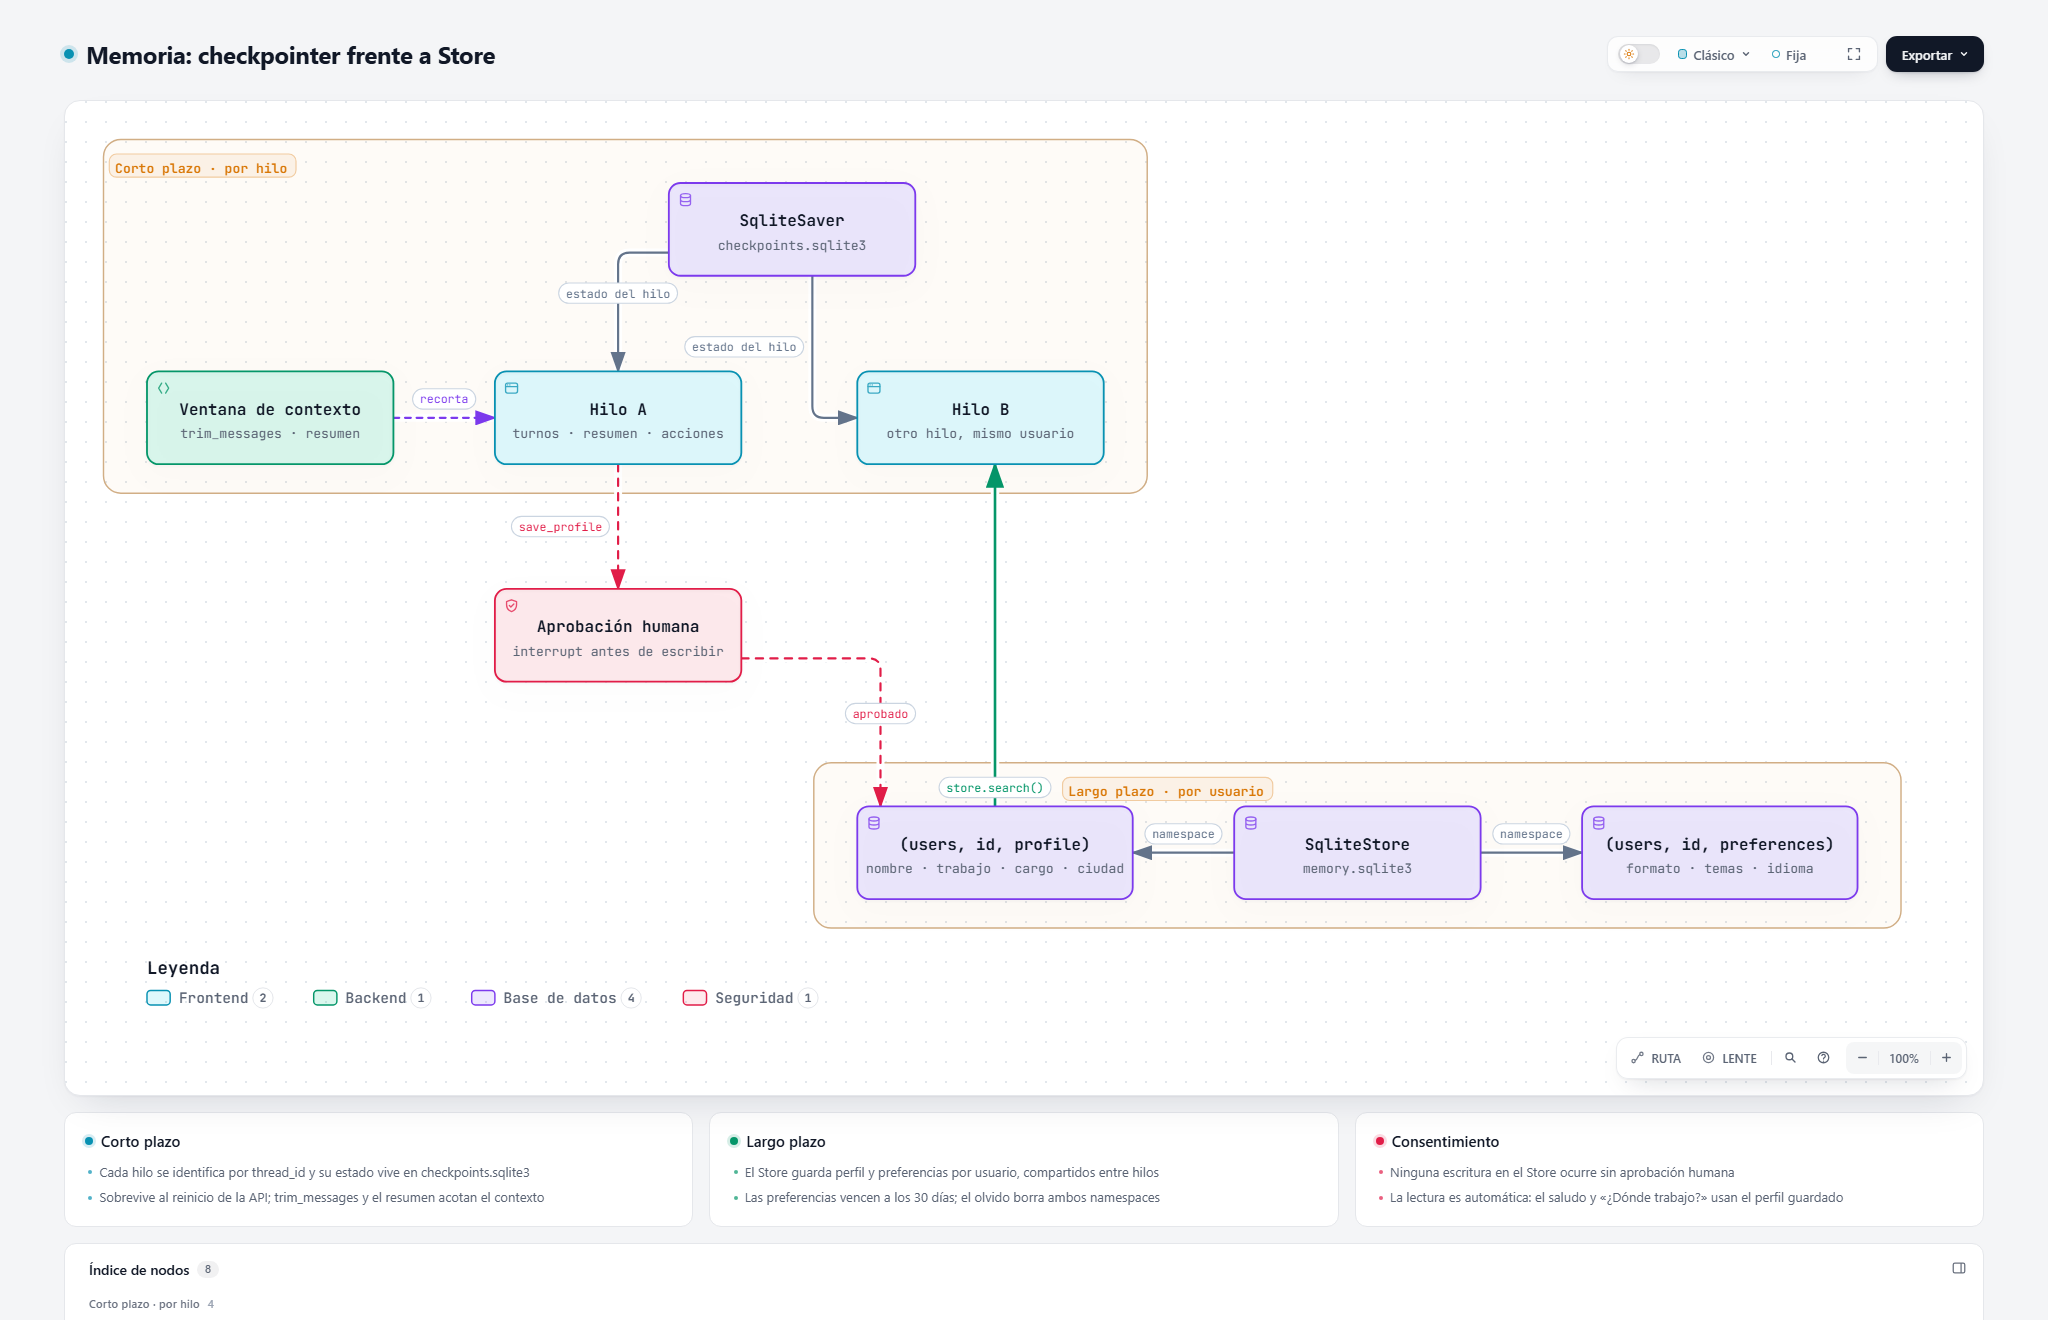 Memoria: checkpointer frente a Store
Clásico
Fija
Exportar
Corto plazo · por hilo
SqliteSaver
checkpoints.sqlite3
estado del hilo
estado del hilo
Ventana de contexto
trim_messages · resumen
recorta
Hilo A
turnos · resumen · acciones
Hilo B
otro hilo, mismo usuario
save_profile
Aprobación humana
interrupt antes de escribir
aprobado
store.search()
Largo plazo · por usuario
(users, id, profile)
nombre · trabajo · cargo · ciudad
namespace
SqliteStore
memory.sqlite3
namespace
(users, id, preferences)
formato · temas · idioma
Leyenda
Frontend 2
Backend 1
Base de datos 4
Seguridad 1
RUTA
LENTE
100%
Corto plazo
Cada hilo se identifica por thread_id y su estado vive en checkpoints.sqlite3
Sobrevive al reinicio de la API; trim_messages y el resumen acotan el contexto
Largo plazo
El Store guarda perfil y preferencias por usuario, compartidos entre hilos
Las preferencias vencen a los 30 días; el olvido borra ambos namespaces
Consentimiento
Ninguna escritura en el Store ocurre sin aprobación humana
La lectura es automática: el saludo y «¿Dónde trabajo?» usan el perfil guardado
Índice de nodos 8
Corto plazo · por hilo 4